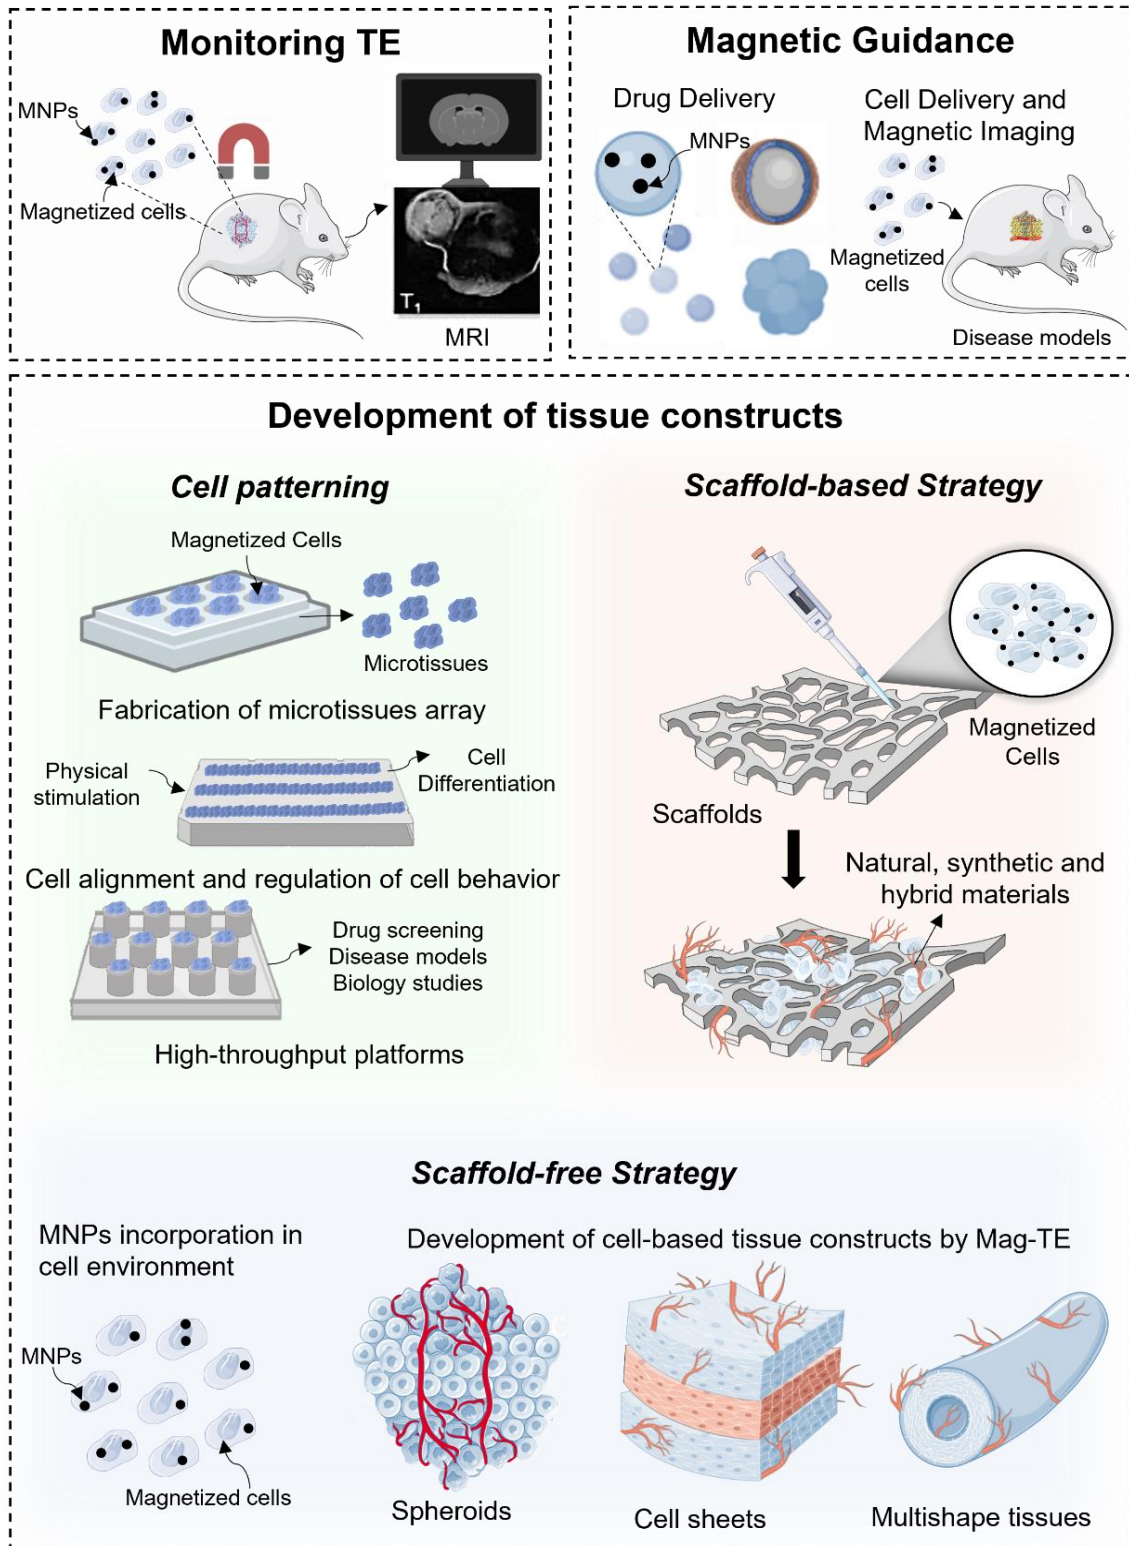 Monitoring TE
MNPs
Magnetized cells
T1
MRI
Magnetic Guidance
Drug Delivery
MNPs
Cell Delivery and
Magnetic Imaging
Magnetized
cells
Disease models
Development of tissue constructs
Cell patterning
Magnetized Cells
Microtissues
Fabrication of microtissues array
Physical
stimulation
Cell
Differentiation
Cell alignment and regulation of cell behavior
Drug screening
Disease models
Biology studies
High-throughput platforms
Scaffold-based Strategy
Magnetized
Cells
Scaffolds
Natural, synthetic and
hybrid materials
Scaffold-free Strategy
MNPs incorporation in
cell environment
MNPs
Magnetized cells
Development of cell-based tissue constructs by Mag-TE
Spheroids
Cell sheets
Multishape tissues